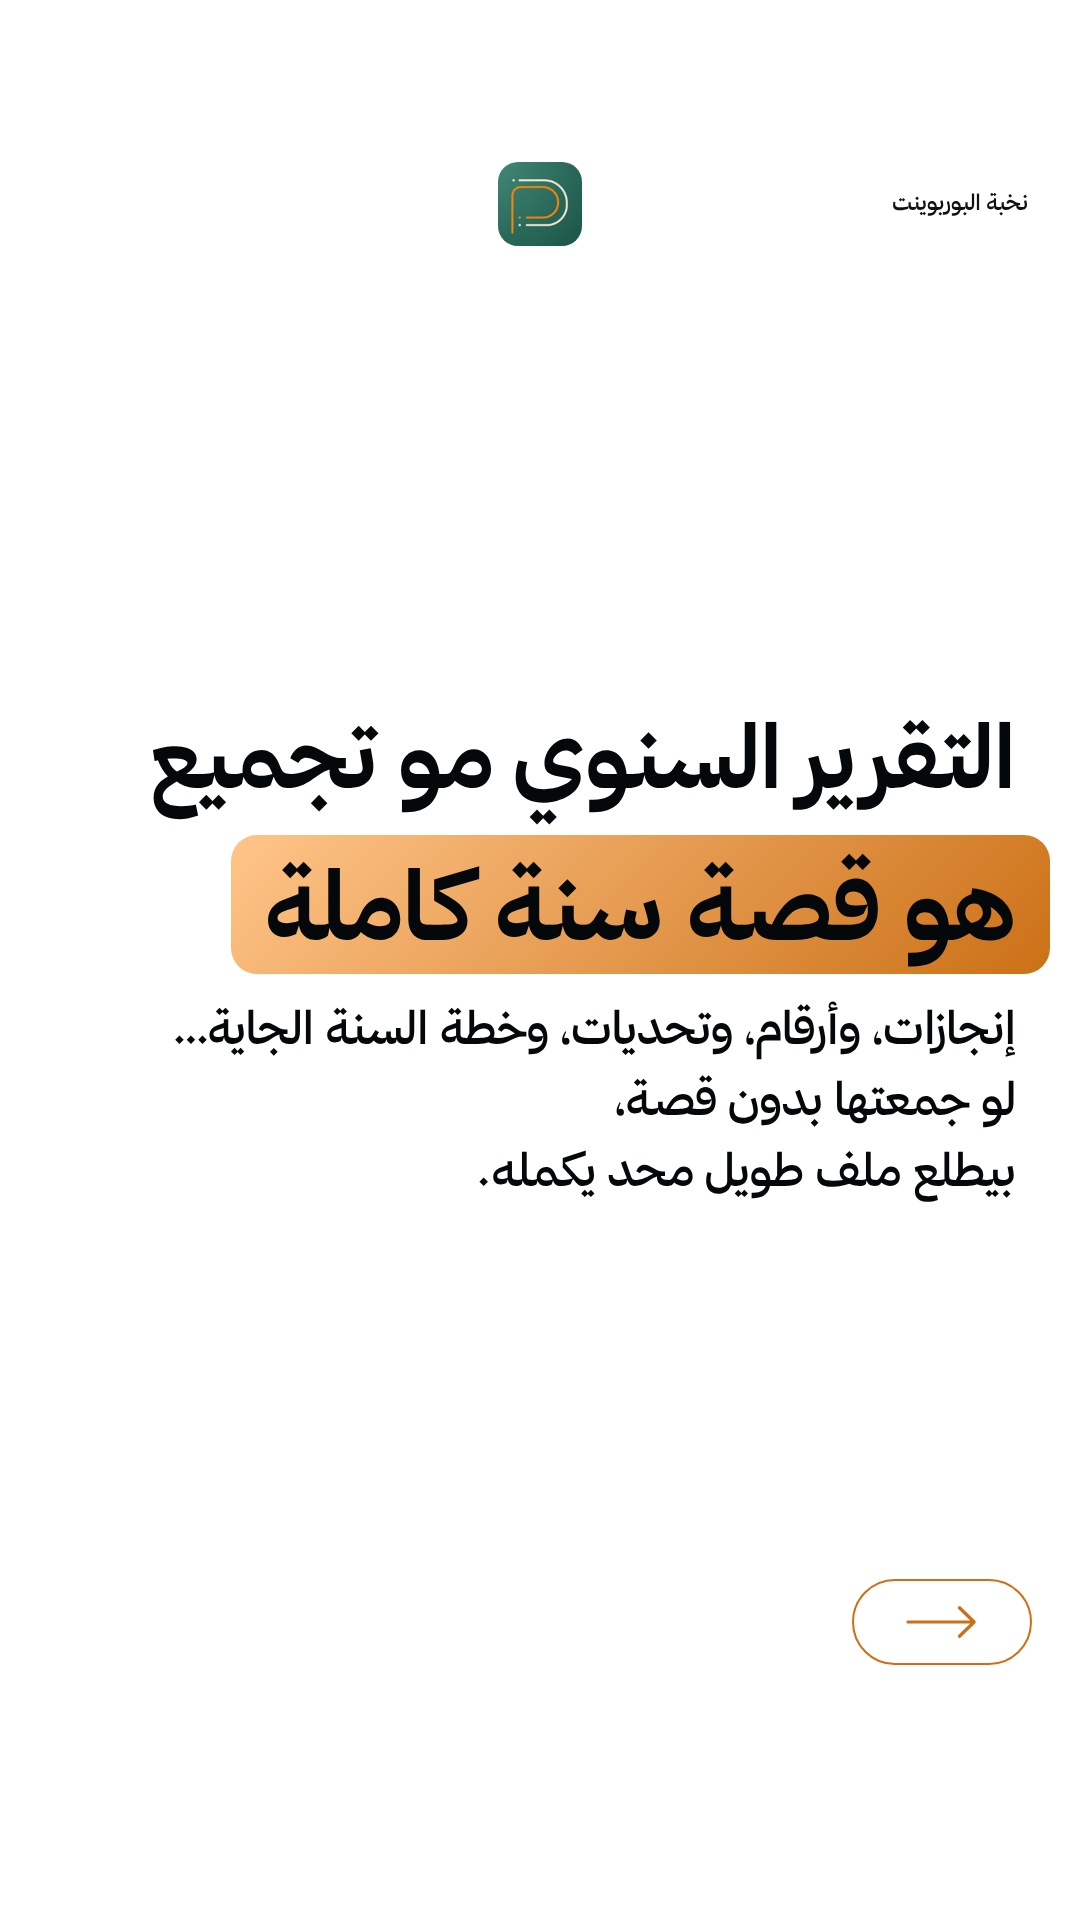 نخبة البوربوينت
التقرير السنوي مو تجميع
هو قصة سنة كاملة
إنجازات، وأرقام، وتحديات، وخطة السنة الجاية...
لو جمعتها بدون قصة،
بيطلع ملف طويل محد يكمله.